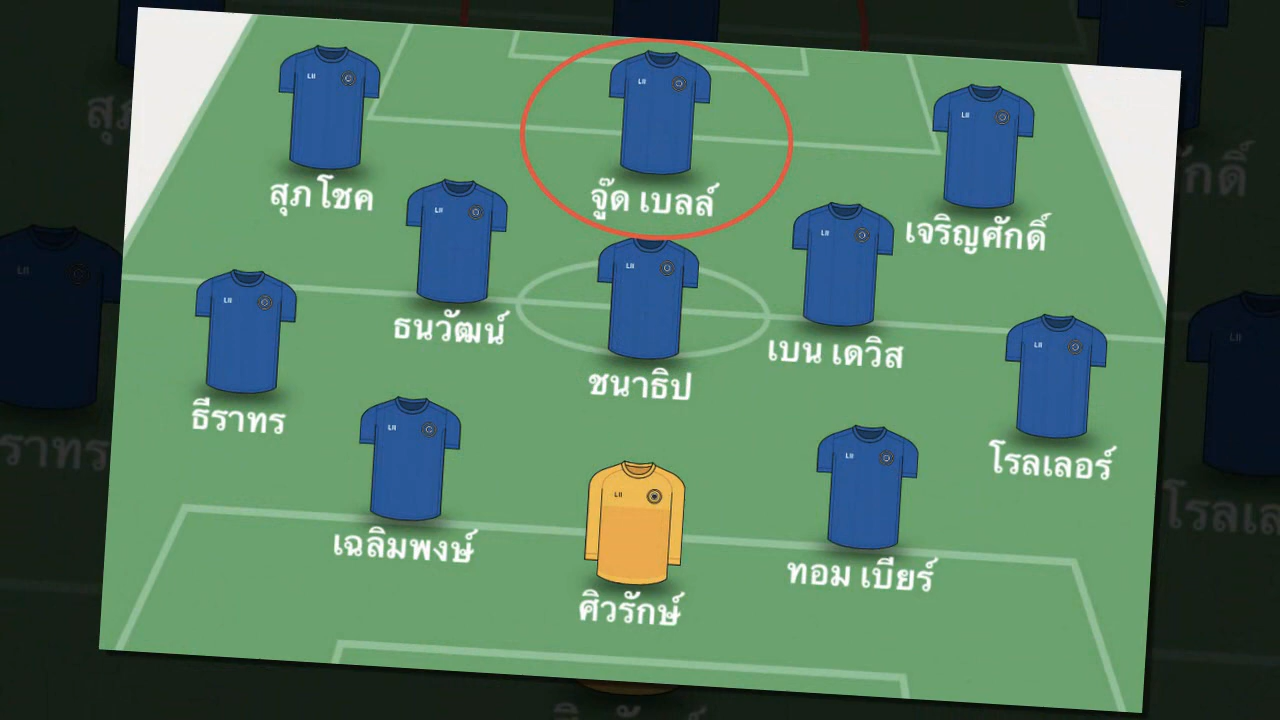 สุภโชค
จู๊ด เบลล์
เจริญศักดิ์
ธนวัฒน์
เบน เดวิส
ชนาธิป
ธีราทร
โรลเลอร์
เฉลิมพงษ์
ทอม เบียร์
ศิวรักษ์